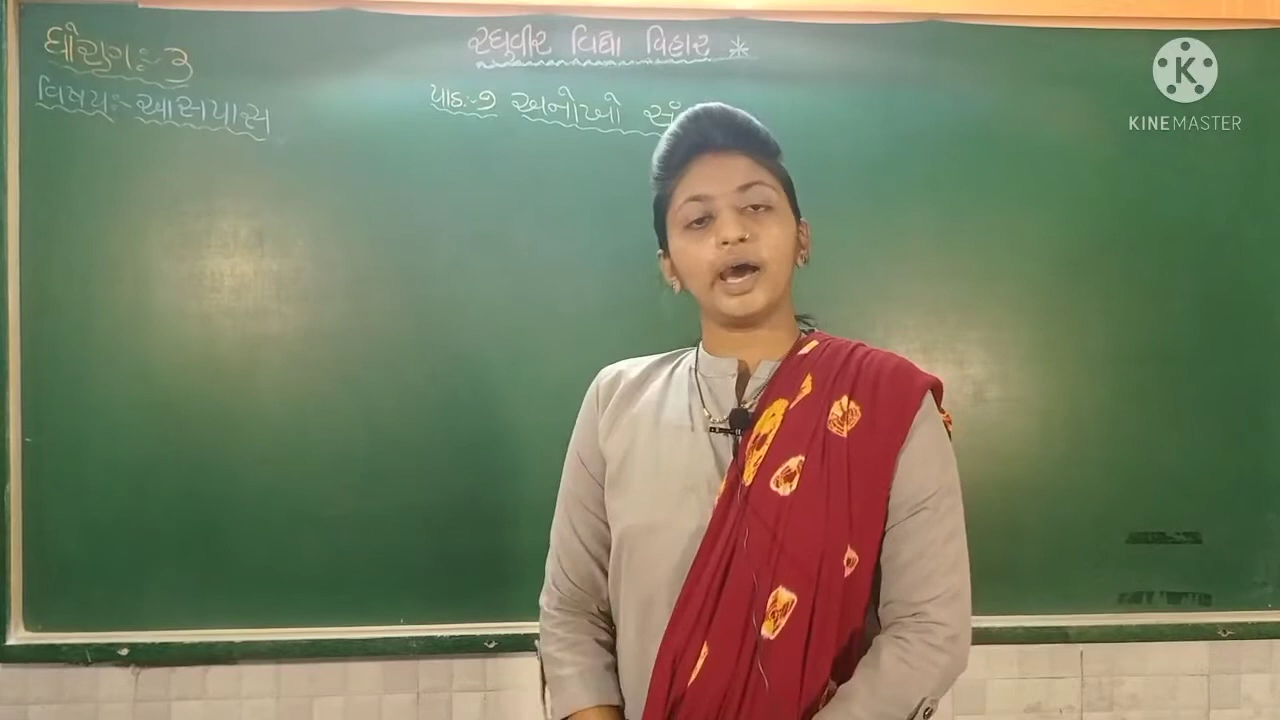 રઘુવીર વિદ્યા વિહાર *
ધોરણ:- ૩
વિષય:- આસપાસ
પાઠ:- ૭ અનોખો સં
KINEMASTER